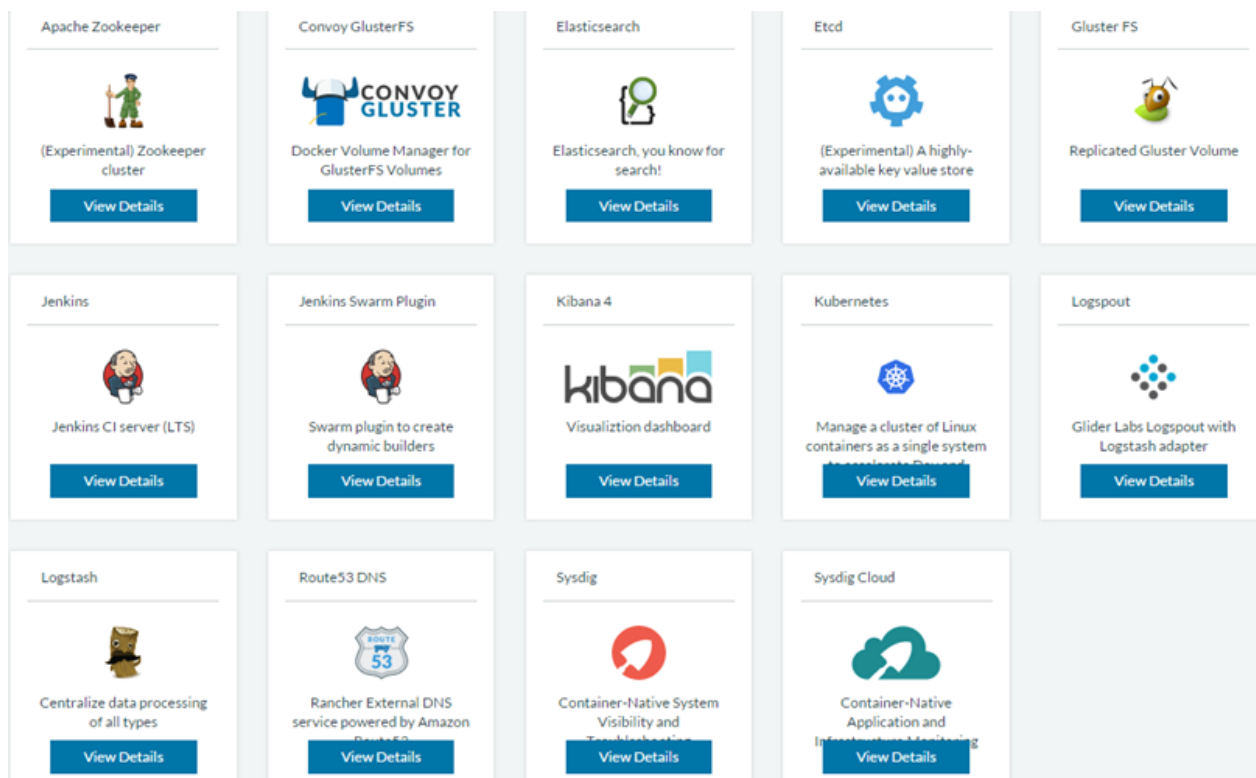 Apache Zookeeper
(Experimental) Zookeeper
cluster
View Details
Convoy GlusterFS
CONVOY
GLUSTER
Docker Volume Manager for
GlusterFS Volumes
View Details
Elasticsearch
Elasticsearch, you know for
search!
View Details
Etcd
(Experimental) A highly-
available key value store
View Details
Gluster FS
Replicated Gluster Volume
View Details
Jenkins
Jenkins CI server (LTS)
View Details
Jenkins Swarm Plugin
Swarm plugin to create
dynamic builders
View Details
Kibana 4
kibana
Visualiztion dashboard
View Details
Kubernetes
Manage a cluster of Linux
containers as a single system
View Details
Logspout
Glider Labs Logspout with
Logstash adapter
View Details
Logstash
Centralize data processing
of all types
View Details
Route53 DNS
ROUTE
53
Rancher External DNS
service powered by Amazon
Route53
View Details
Sysdig
Container-Native System
Visibility and
Troubleshooting
View Details
Sysdig Cloud
Container-Native
Application and
Infrastructure Monitoring
View Details